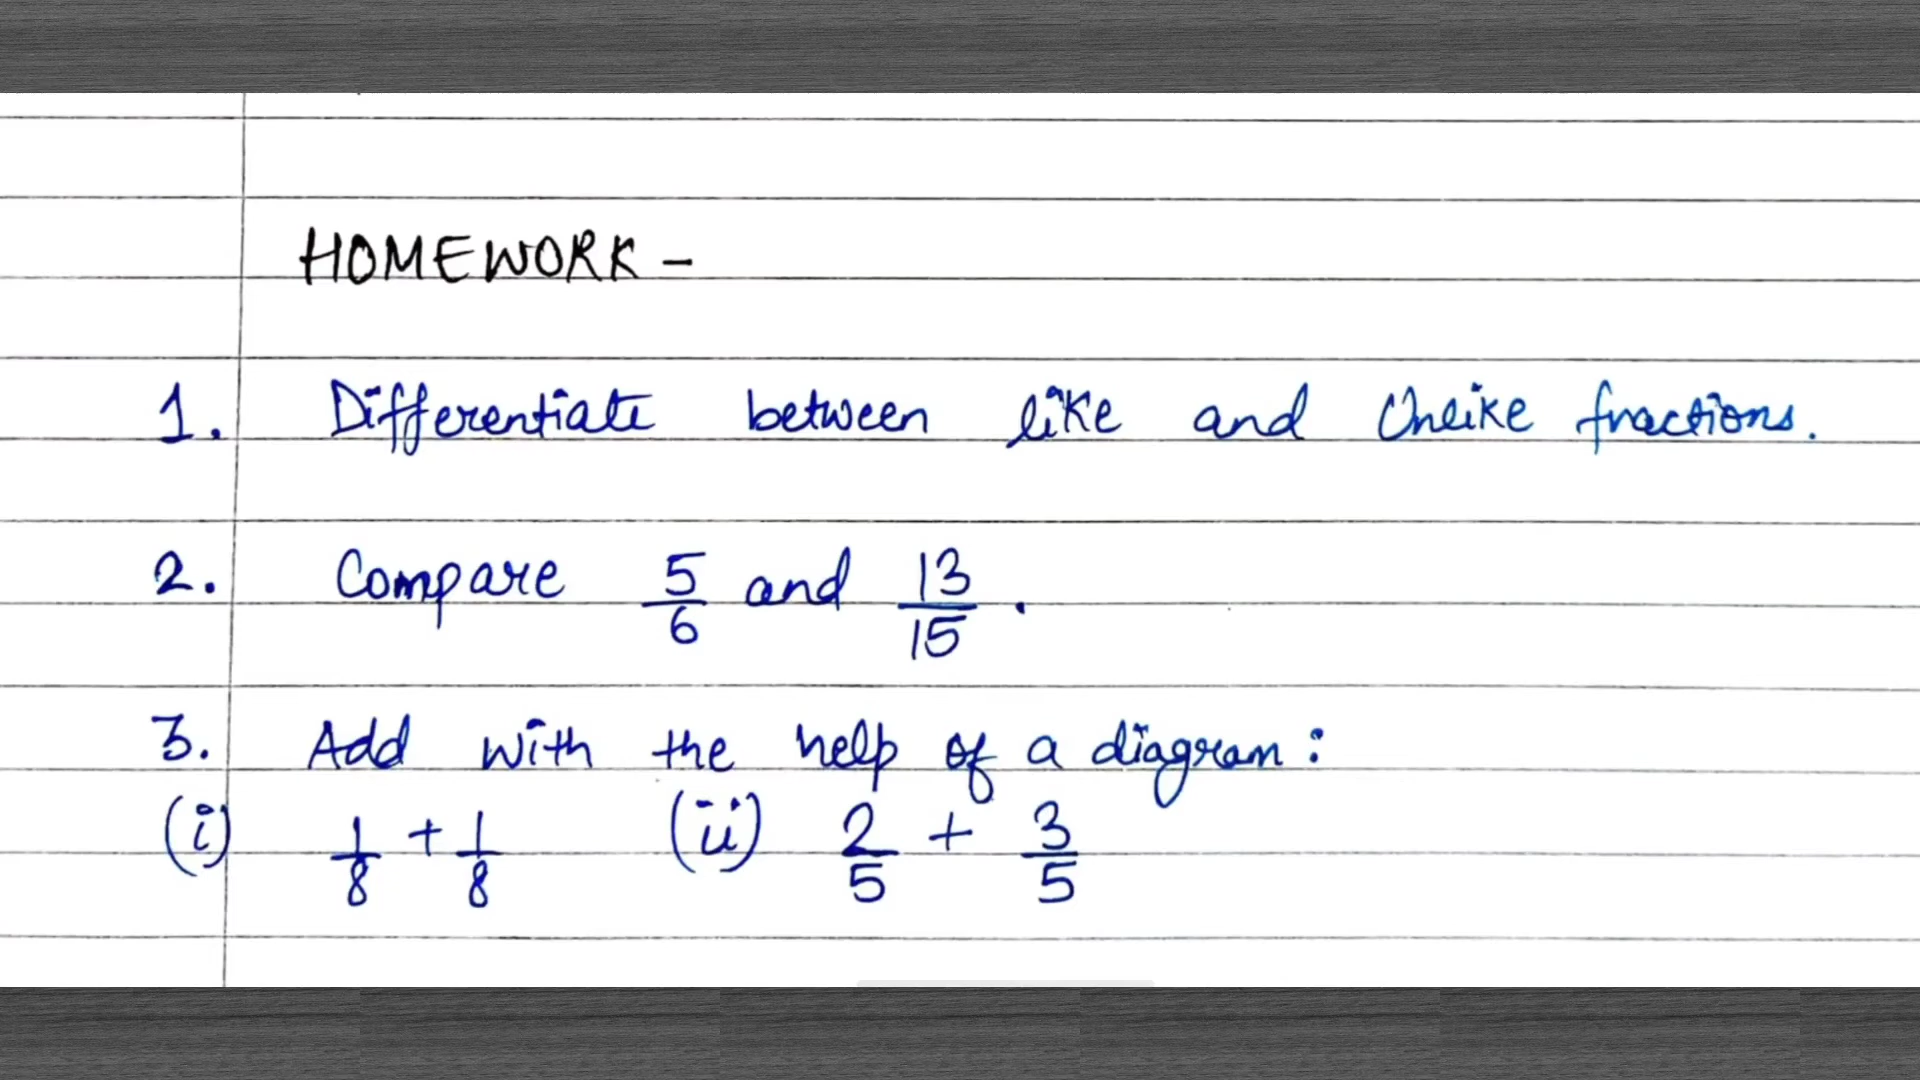 HOMEWORK -
1. Differentiate between like and Unlike fractions.
2. Compare 5/6 and 13/15 .
3. Add with the help of a diagram :
(i) 1/8 + 1/8 (ii) 2/5 + 3/5